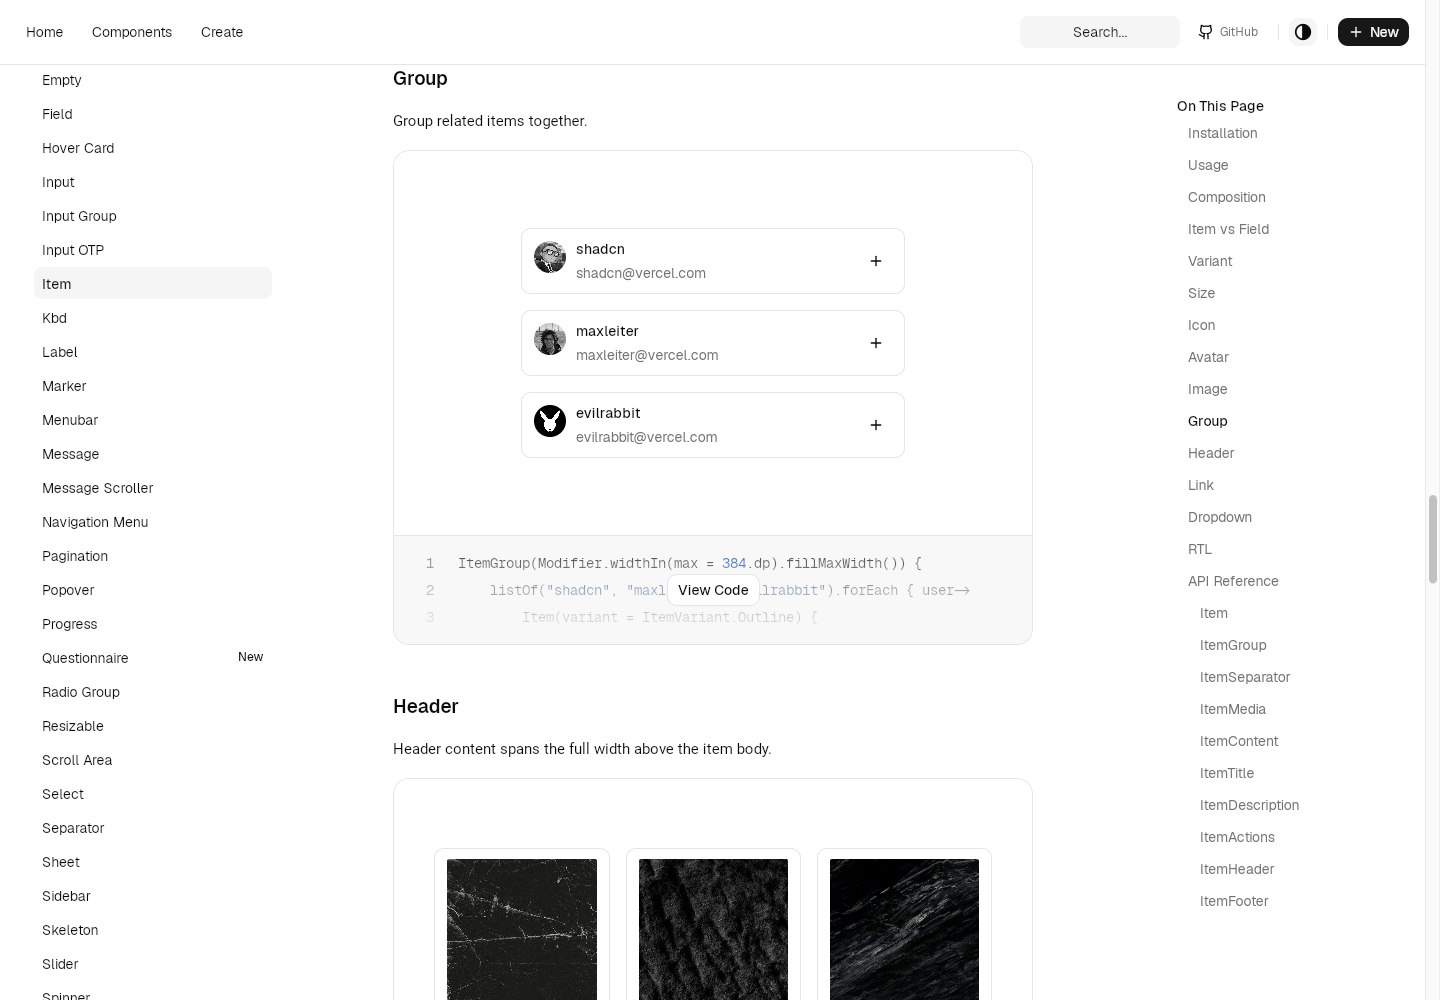 Home Components Create Search... GitHub New
Empty
Field
Hover Card
Input
Input Group
Input OTP
Item
Kbd
Label
Marker
Menubar
Message
Message Scroller
Navigation Menu
Pagination
Popover
Progress
Questionnaire New
Radio Group
Resizable
Scroll Area
Select
Separator
Sheet
Sidebar
Skeleton
Slider
Spinner
Group
Group related items together.
shadcn
shadcn@vercel.com
maxleiter
maxleiter@vercel.com
evilrabbit
evilrabbit@vercel.com
1 ItemGroup(Modifier.widthIn(max = 384.dp).fillMaxWidth()) {
2 listOf("shadcn", "maxl llrabbit").forEach { user->
View Code
3 Item(variant = ItemVariant.Outline) {
Header
Header content spans the full width above the item body.
On This Page
Installation
Usage
Composition
Item vs Field
Variant
Size
Icon
Avatar
Image
Group
Header
Link
Dropdown
RTL
API Reference
Item
ItemGroup
ItemSeparator
ItemMedia
ItemContent
ItemTitle
ItemDescription
ItemActions
ItemHeader
ItemFooter